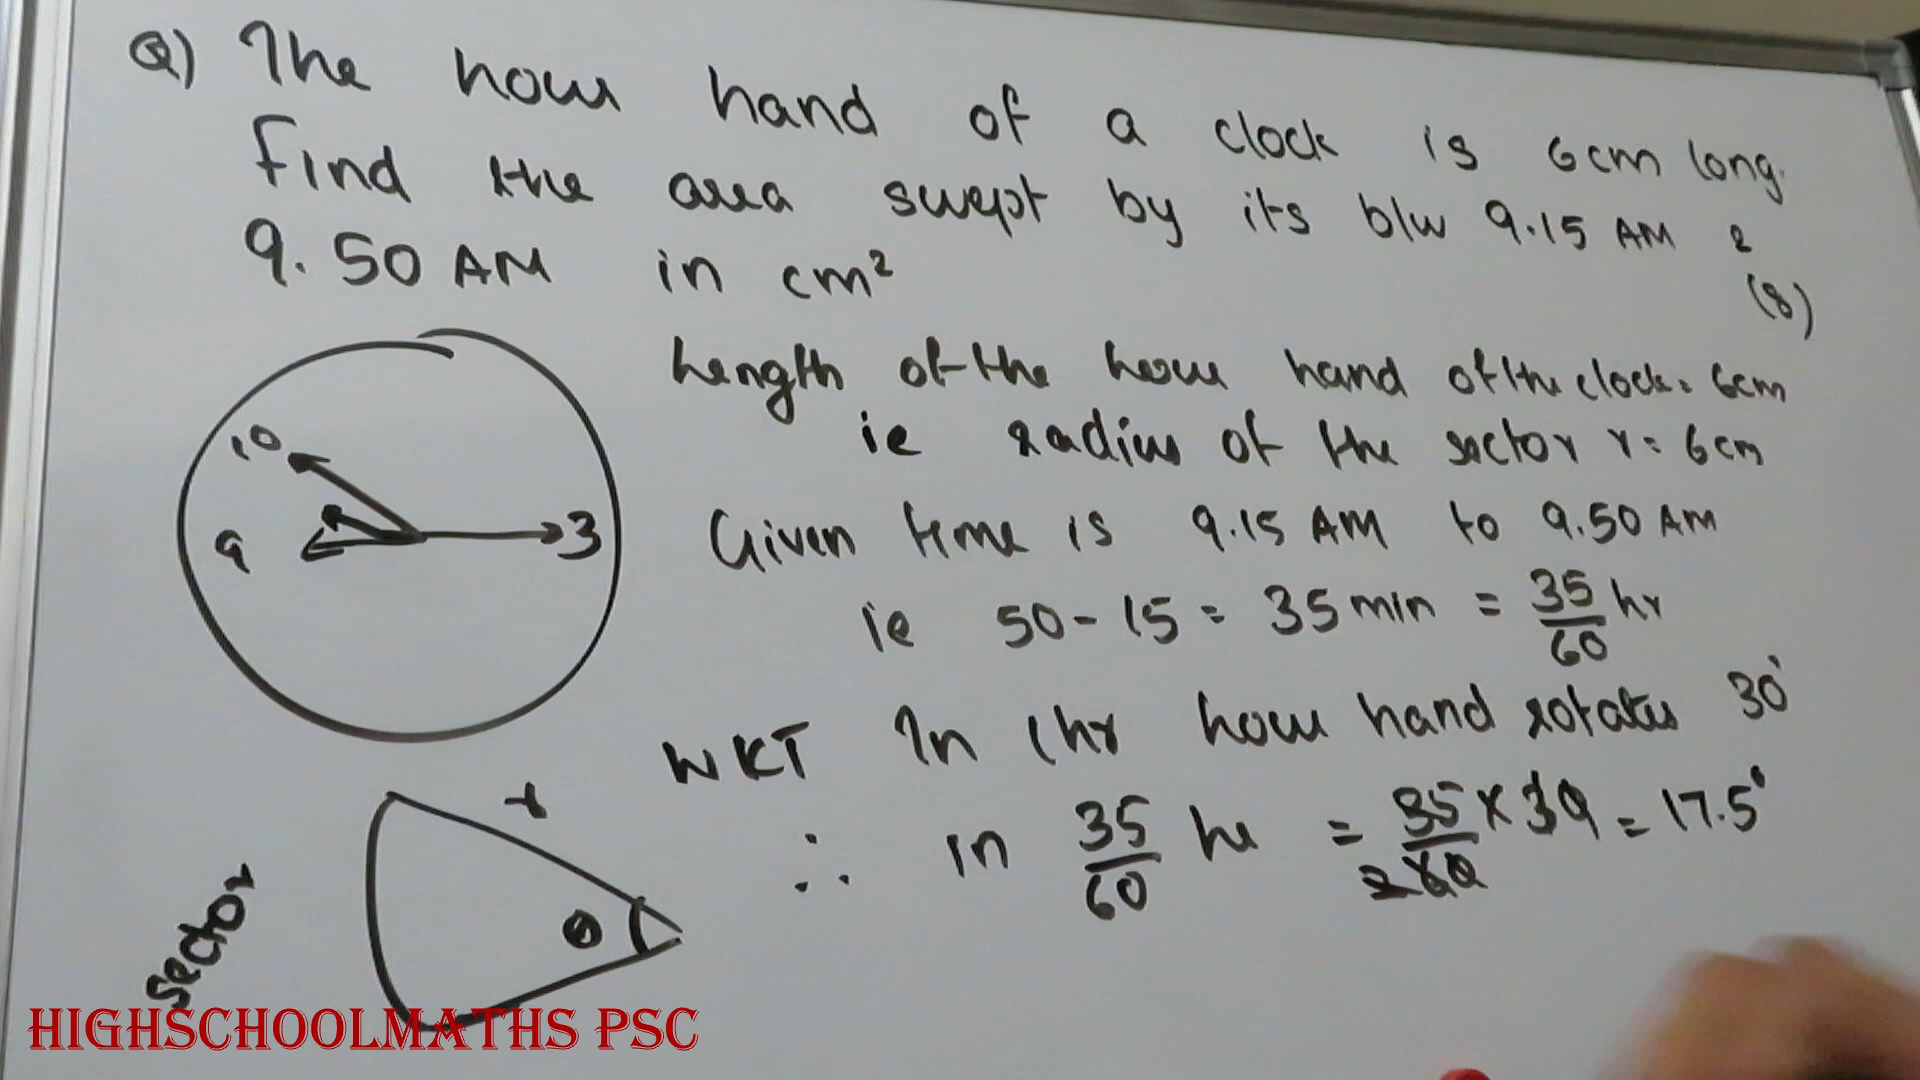 Q) The hour hand of a clock is 6cm long.
Find the area swept by its b/w 9.15 AM &
9.50 AM in cm²
(8)
Length of the hour hand of the clock = 6cm
ie radius of the sector r = 6cm
Given time is 9.15 AM to 9.50 AM
ie 50 - 15 = 35 min = 35/60 hr
WKT In 1hr hour hand rotates 30°
∴ in 35/60 hr = 35/60 2 × 30 = 17.5°
10
9
3
r
θ
Sector
HIGHSCHOOLMATHS PSC